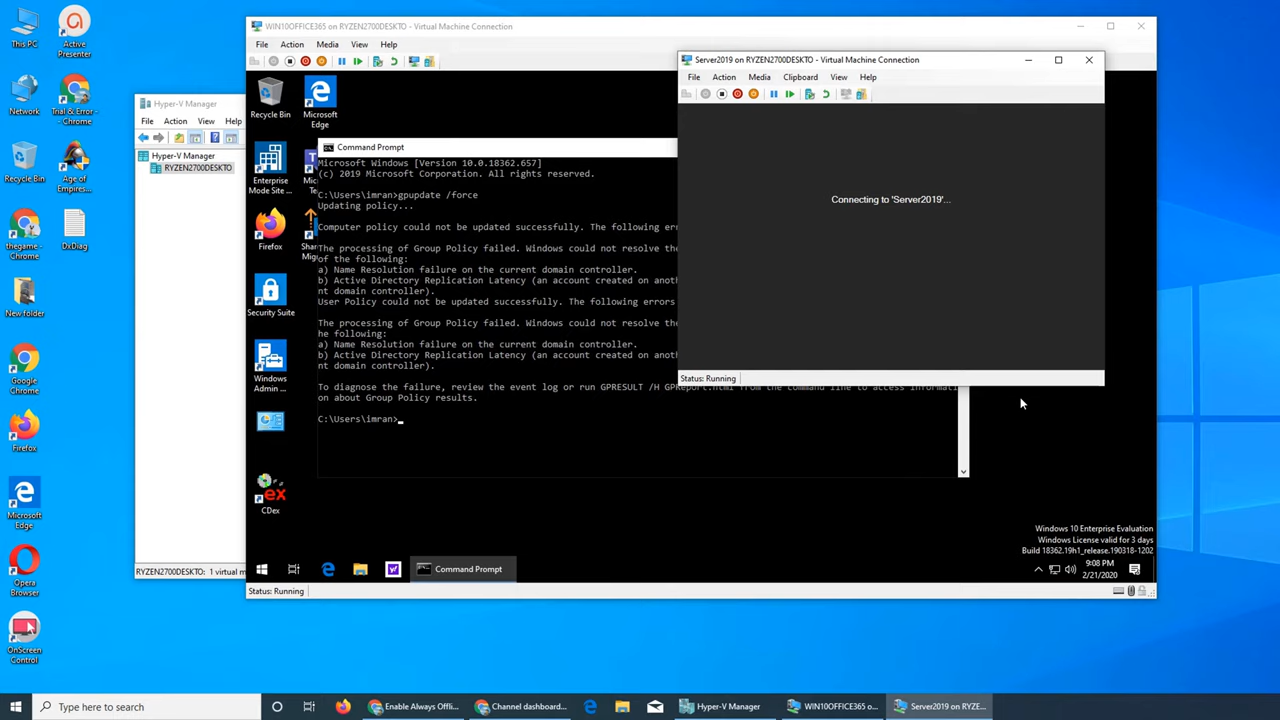 This PC
Active
Presenter
Network
Trial & Error -
Chrome
Recycle Bin
Age of
Empires...
thegame -
Chrome
DxDiag
New folder
Google
Chrome
Firefox
Microsoft
Edge
Opera
Browser
OnScreen
Control
Hyper-V Manager
File Action View Help
Hyper-V Manager
RYZEN2700DESKTO
RYZEN2700DESKTO: 1 virtual m
WIN10OFFICE365 on RYZEN2700DESKTO - Virtual Machine Connection
File Action Media View Help
Recycle Bin
Microsoft
Edge
Enterprise
Mode Site ...
Firefox
Security Suite
Windows
Admin ...
CDex
Command Prompt
Microsoft Windows [Version 10.0.18362.657]
(c) 2019 Microsoft Corporation. All rights reserved.
C:\Users\imran>gpupdate /force
Updating policy...
Computer policy could not be updated successfully. The following err
The processing of Group Policy failed. Windows could not resolve the
of the following:
a) Name Resolution failure on the current domain controller.
b) Active Directory Replication Latency (an account created on anoth
nt domain controller).
User Policy could not be updated successfully. The following errors
The processing of Group Policy failed. Windows could not resolve the
he following:
a) Name Resolution failure on the current domain controller.
b) Active Directory Replication Latency (an account created on anoth
nt domain controller).
To diagnose the failure, review the event log or run GPRESULT /H GPReport.html from the command line to access informati
on about Group Policy results.
C:\Users\imran>
Server2019 on RYZEN2700DESKTO - Virtual Machine Connection
File Action Media Clipboard View Help
Connecting to 'Server2019'...
Status: Running
Windows 10 Enterprise Evaluation
Windows License valid for 3 days
Build 18362.19h1_release.190318-1202
Command Prompt
9:08 PM
2/21/2020
Status: Running
Type here to search
Enable Always Offli...
Channel dashboard...
Hyper-V Manager
WIN10OFFICE365 o...
Server2019 on RYZE...